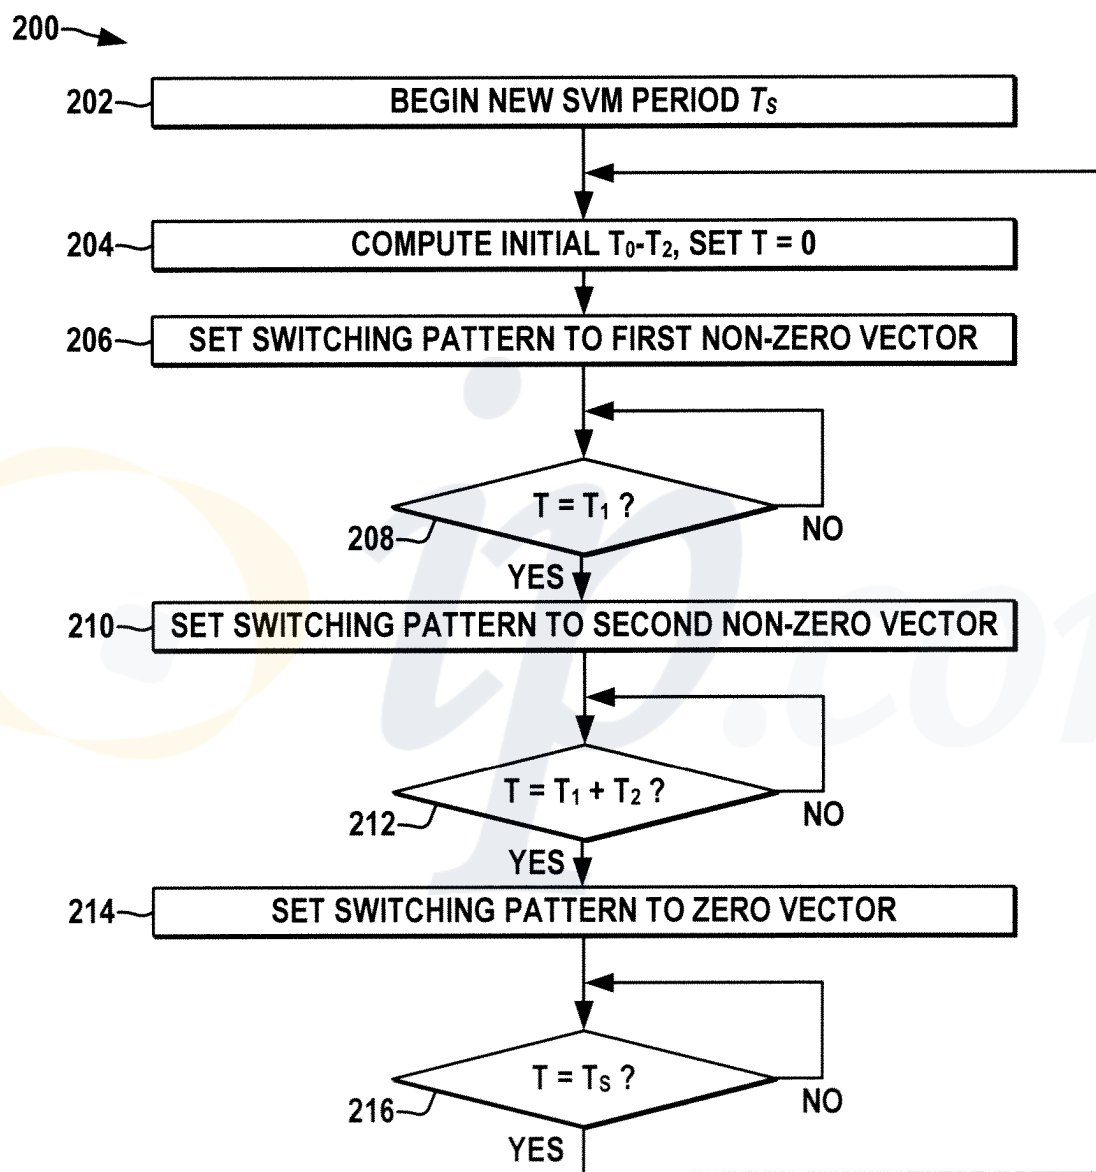 200
202
BEGIN NEW SVM PERIOD TS
204
COMPUTE INITIAL T0-T2, SET T = 0
206
SET SWITCHING PATTERN TO FIRST NON-ZERO VECTOR
T = T1 ?
208
NO
YES
210
SET SWITCHING PATTERN TO SECOND NON-ZERO VECTOR
T = T1 + T2 ?
212
NO
YES
214
SET SWITCHING PATTERN TO ZERO VECTOR
T = TS ?
216
NO
YES
ip.com